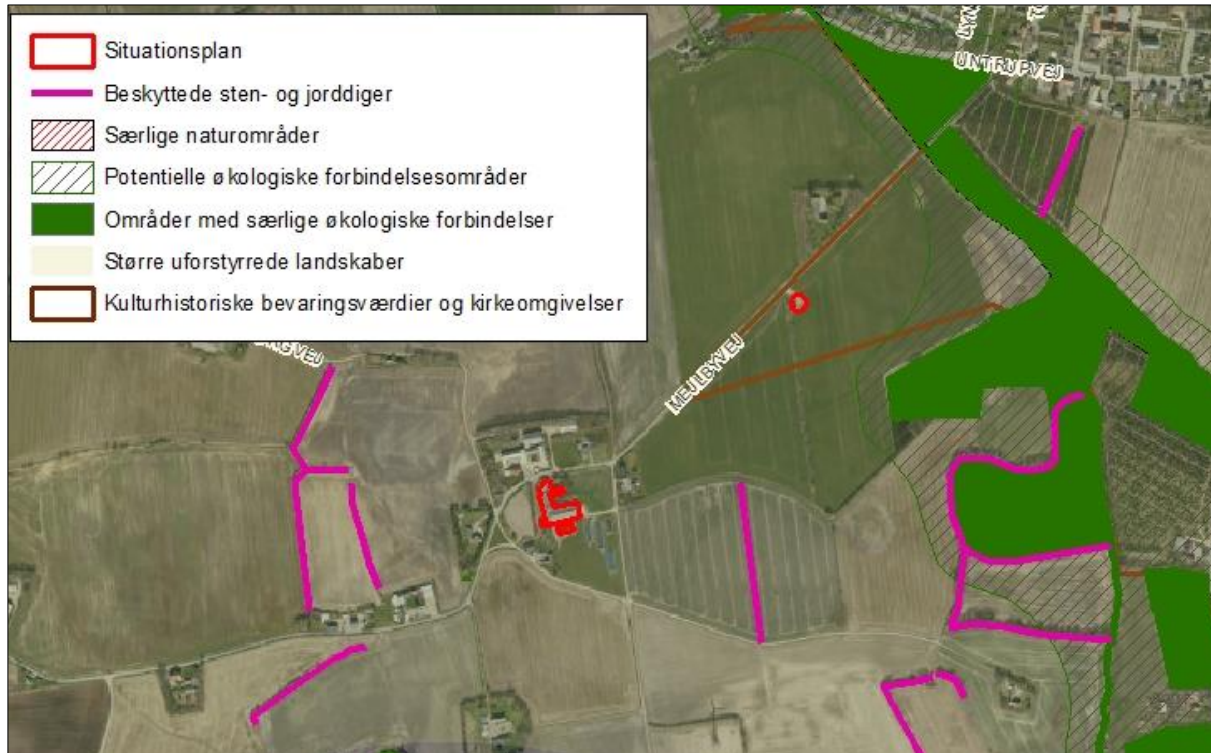 Situationsplan
Beskyttede sten- og jorddiger
Særlige naturområder
Potentielle økologiske forbindelsesområder
Områder med særlige økologiske forbindelser
Større uforstyrrede landskaber
Kulturhistoriske bevaringsværdier og kirkeomgivelser
UNTRUPVEJ
MEJLBYVEJ